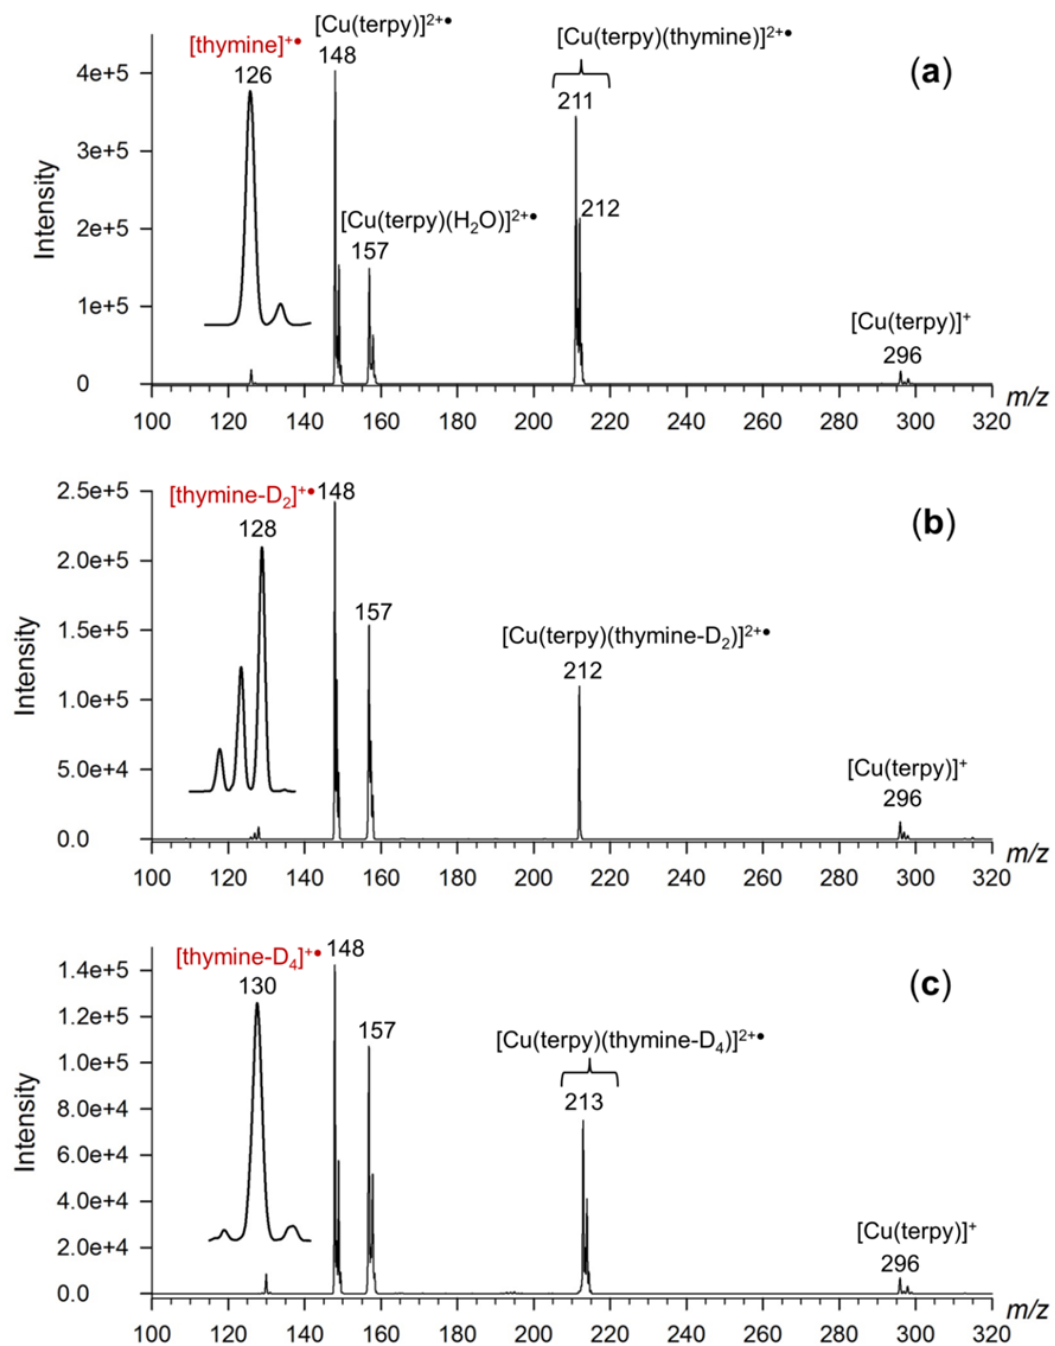 [Cu(terpy)]²⁺•
[thymine]⁺•
148
[Cu(terpy)(thymine)]²⁺•
(a)
126
211
4e+5
3e+5
212
[Cu(terpy)(H₂O)]²⁺•
2e+5
157
Intensity
1e+5
[Cu(terpy)]⁺
296
0
m/z
100 120 140 160 180 200 220 240 260 280 300 320
2.5e+5
[thymine-D₂]⁺•
148
(b)
128
2.0e+5
157
[Cu(terpy)(thymine-D₂)]²⁺•
1.5e+5
212
Intensity
1.0e+5
[Cu(terpy)]⁺
5.0e+4
296
0.0
m/z
100 120 140 160 180 200 220 240 260 280 300 320
[thymine-D₄]⁺•
148
1.4e+5
130
(c)
1.2e+5
157
[Cu(terpy)(thymine-D₄)]²⁺•
1.0e+5
213
8.0e+4
Intensity
6.0e+4
4.0e+4
[Cu(terpy)]⁺
2.0e+4
296
0.0
m/z
100 120 140 160 180 200 220 240 260 280 300 320